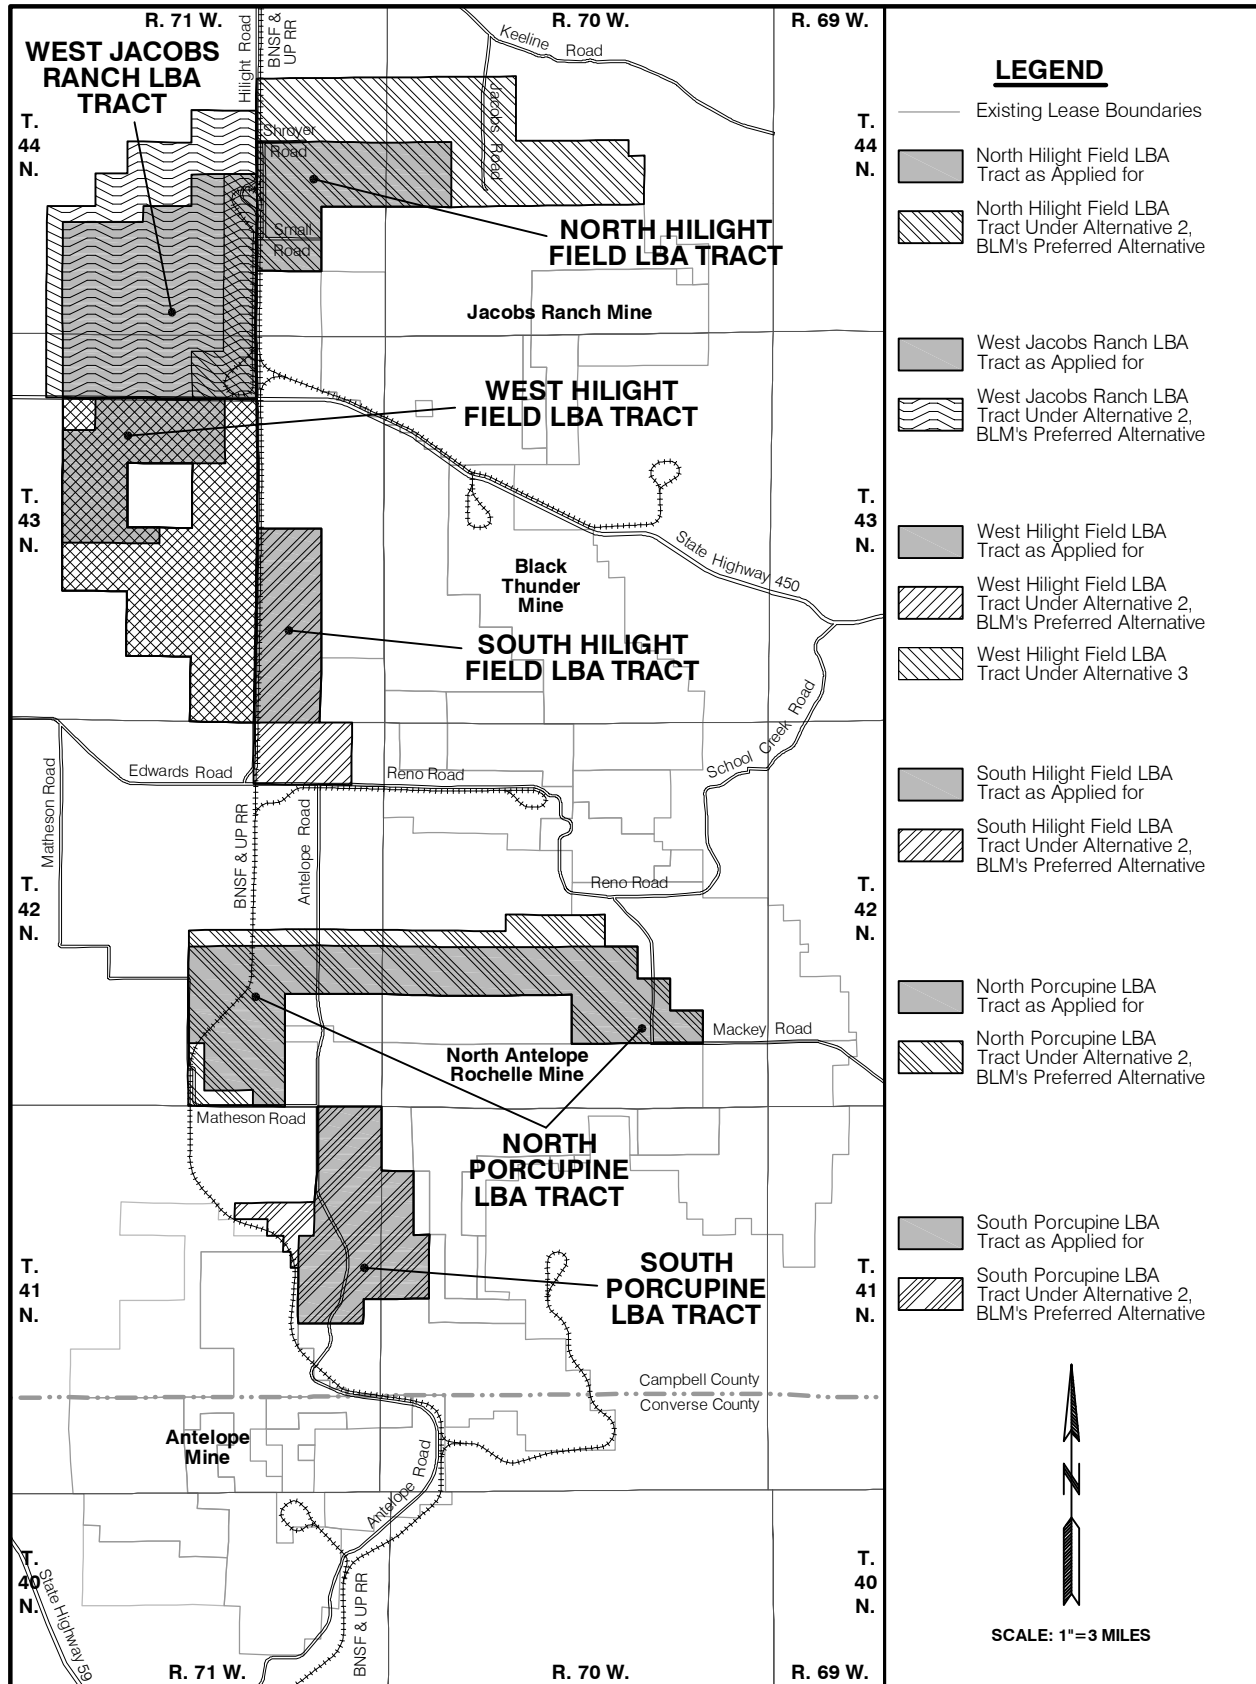 R. 71 W.
R. 70 W.
R. 69 W.
WEST JACOBS
RANCH LBA
TRACT
Hilight Road
BNSF &
UP RR
Keeline Road
Jacobs Road
T.
44
N.
T.
44
N.
Shroyer
Road
Small
Road
NORTH HILIGHT
FIELD LBA TRACT
Jacobs Ranch Mine
WEST HILIGHT
FIELD LBA TRACT
T.
43
N.
T.
43
N.
State Highway 450
Black
Thunder
Mine
SOUTH HILIGHT
FIELD LBA TRACT
School Creek Road
Matheson Road
Edwards Road
Reno Road
BNSF & UP RR
Antelope Road
Reno Road
T.
42
N.
T.
42
N.
Mackey Road
North Antelope
Rochelle Mine
Matheson Road
NORTH
PORCUPINE
LBA TRACT
T.
41
N.
T.
41
N.
SOUTH
PORCUPINE
LBA TRACT
Campbell County
Converse County
Antelope
Mine
Antelope Road
T.
40
N.
T.
40
N.
State Highway 59
BNSF & UP RR
R. 71 W.
R. 70 W.
R. 69 W.
LEGEND
Existing Lease Boundaries
North Hilight Field LBA
Tract as Applied for
North Hilight Field LBA
Tract Under Alternative 2,
BLM's Preferred Alternative
West Jacobs Ranch LBA
Tract as Applied for
West Jacobs Ranch LBA
Tract Under Alternative 2,
BLM's Preferred Alternative
West Hilight Field LBA
Tract as Applied for
West Hilight Field LBA
Tract Under Alternative 2,
BLM's Preferred Alternative
West Hilight Field LBA
Tract Under Alternative 3
South Hilight Field LBA
Tract as Applied for
South Hilight Field LBA
Tract Under Alternative 2,
BLM's Preferred Alternative
North Porcupine LBA
Tract as Applied for
North Porcupine LBA
Tract Under Alternative 2,
BLM's Preferred Alternative
South Porcupine LBA
Tract as Applied for
South Porcupine LBA
Tract Under Alternative 2,
BLM's Preferred Alternative
N
SCALE: 1"=3 MILES